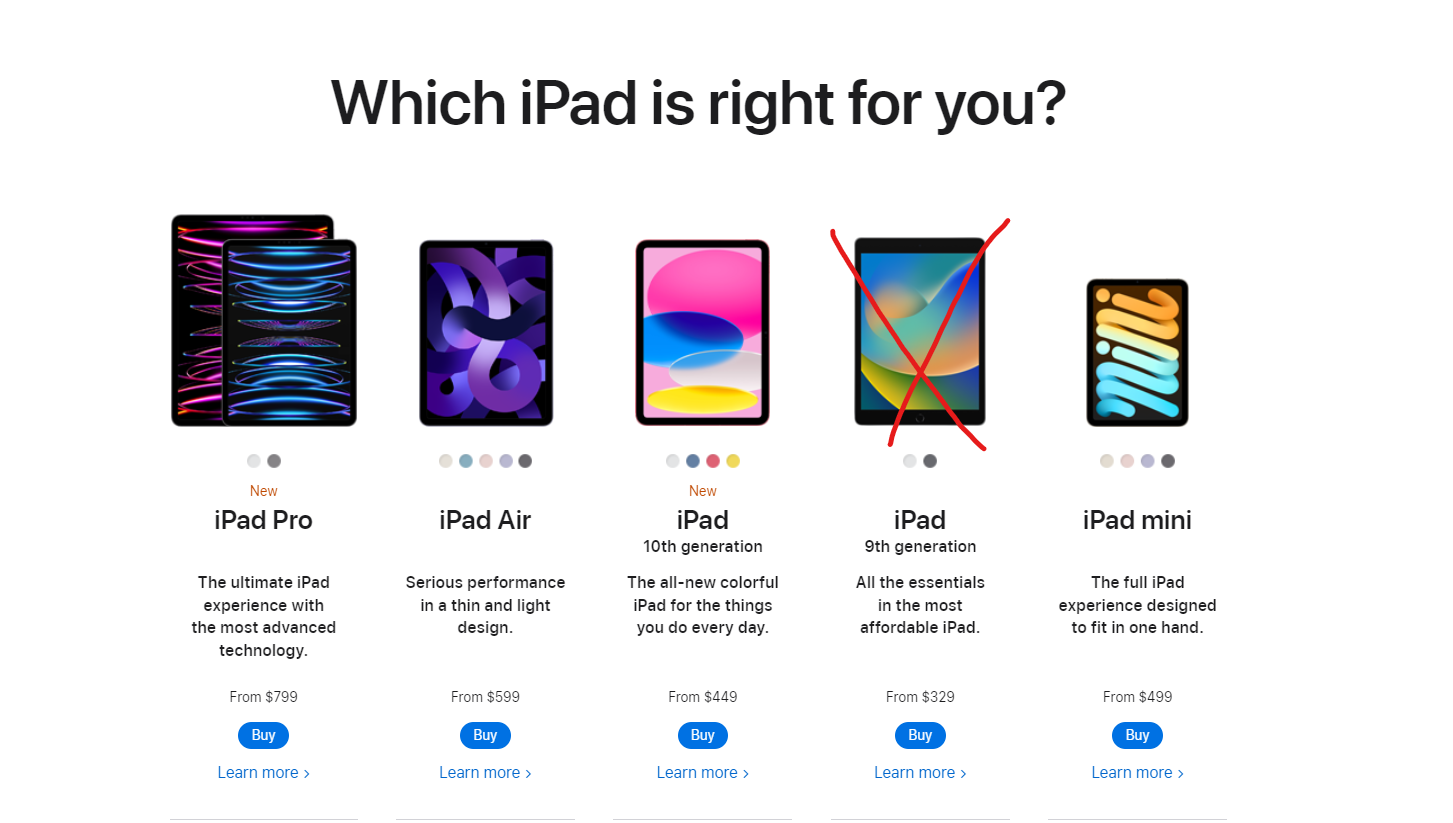 Which iPad is right for you?
New
iPad Pro
The ultimate iPad
experience with
the most advanced
technology.
From $799
Buy
Learn more >
iPad Air
Serious performance
in a thin and light
design.
From $599
Buy
Learn more >
New
iPad
10th generation
The all-new colorful
iPad for the things
you do every day.
From $449
Buy
Learn more >
iPad
9th generation
All the essentials
in the most
affordable iPad.
From $329
Buy
Learn more >
iPad mini
The full iPad
experience designed
to fit in one hand.
From $499
Buy
Learn more >